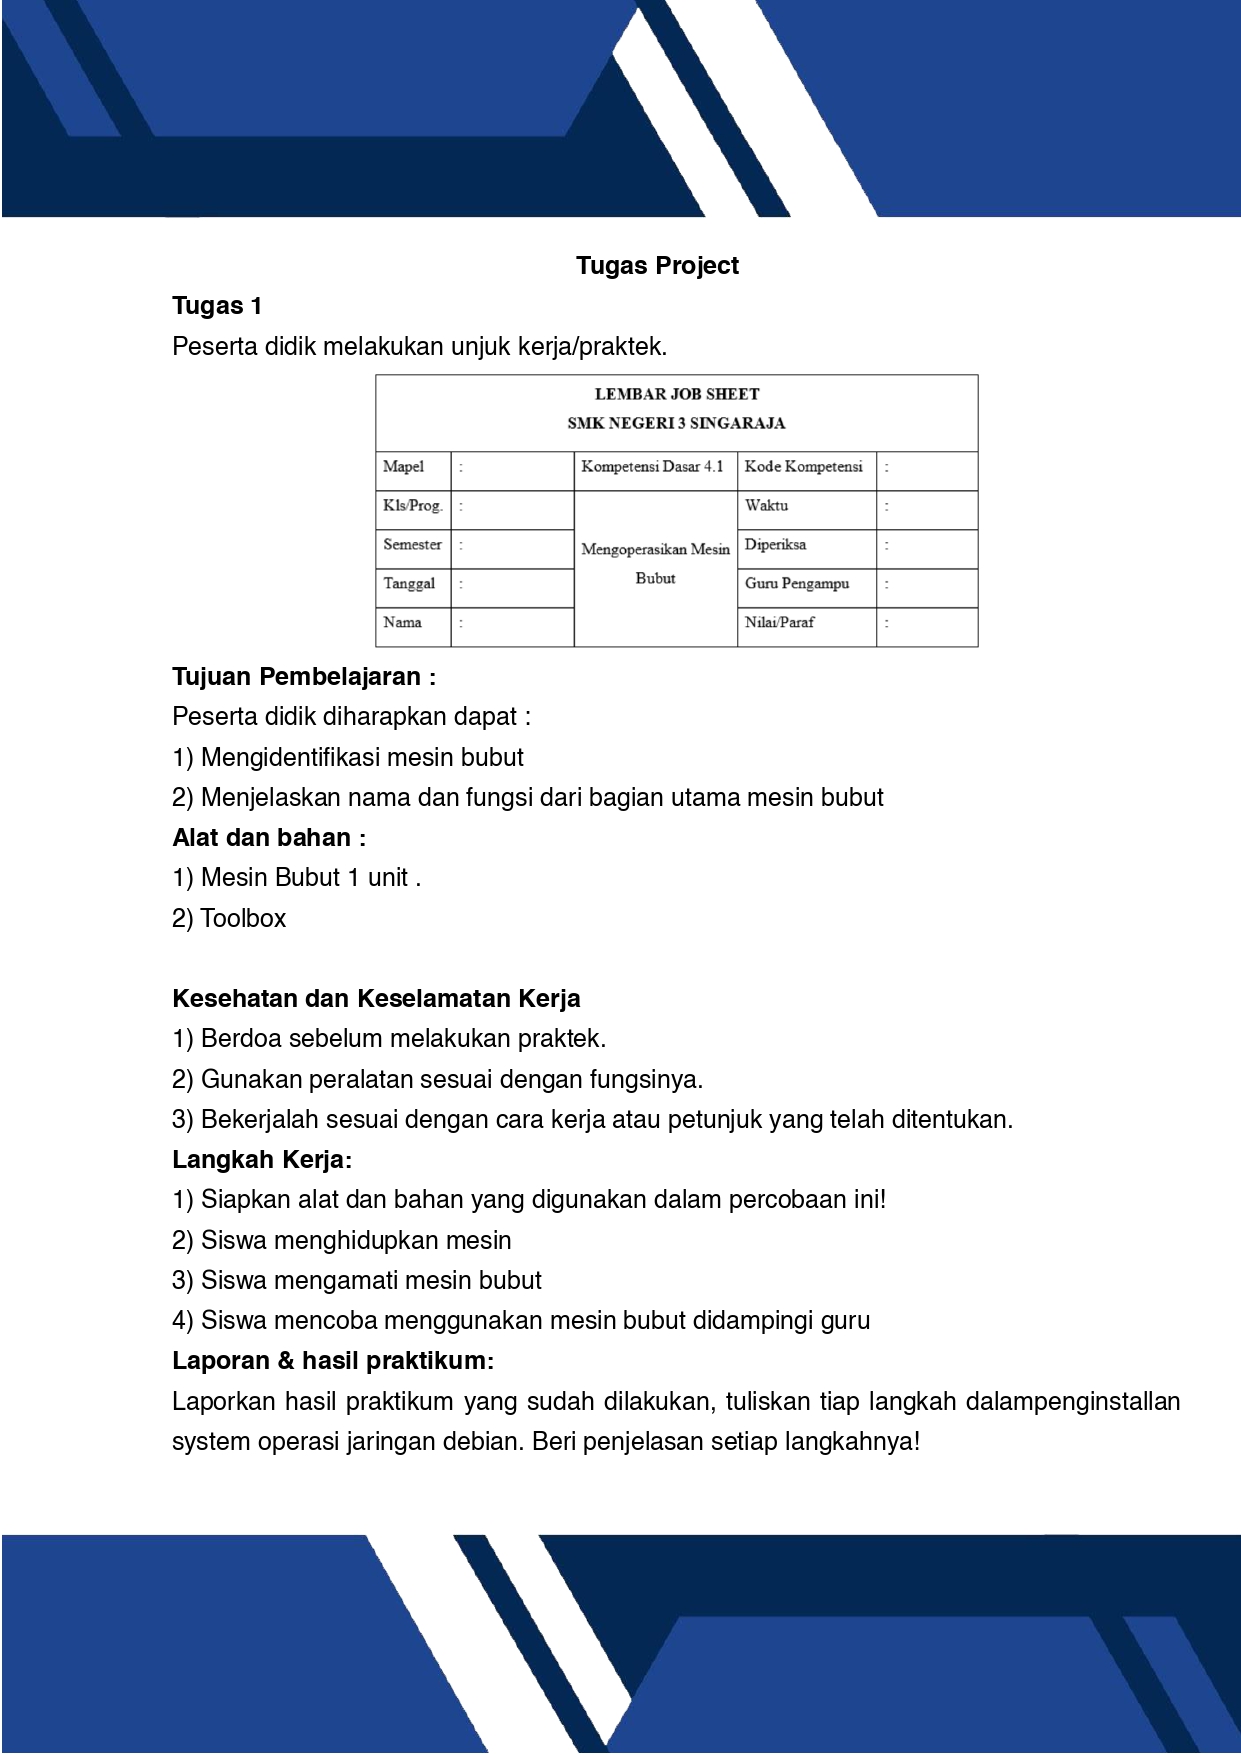 Tugas Project
Tugas 1
Peserta didik melakukan unjuk kerja/praktek.
LEMBAR JOB SHEET
SMK NEGERI 3 SINGARAJA
Mapel : Kompetensi Dasar 4.1 Kode Kompetensi :
Kls/Prog. : Waktu :
Semester : Mengoperasikan Mesin Bubut Diperiksa :
Tanggal : Guru Pengampu :
Nama : Nilai/Paraf :
Tujuan Pembelajaran :
Peserta didik diharapkan dapat :
1) Mengidentifikasi mesin bubut
2) Menjelaskan nama dan fungsi dari bagian utama mesin bubut
Alat dan bahan :
1) Mesin Bubut 1 unit .
2) Toolbox
Kesehatan dan Keselamatan Kerja
1) Berdoa sebelum melakukan praktek.
2) Gunakan peralatan sesuai dengan fungsinya.
3) Bekerjalah sesuai dengan cara kerja atau petunjuk yang telah ditentukan.
Langkah Kerja:
1) Siapkan alat dan bahan yang digunakan dalam percobaan ini!
2) Siswa menghidupkan mesin
3) Siswa mengamati mesin bubut
4) Siswa mencoba menggunakan mesin bubut didampingi guru
Laporan & hasil praktikum:
Laporkan hasil praktikum yang sudah dilakukan, tuliskan tiap langkah dalampenginstallan
system operasi jaringan debian. Beri penjelasan setiap langkahnya!